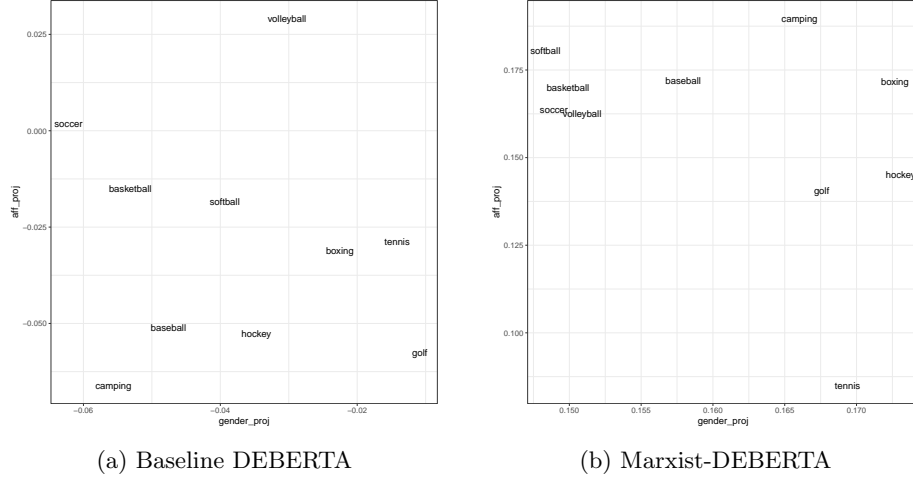 volleyball
0.025
soccer
0.000
basketball
softball
aff_proj
−0.025
tennis
boxing
−0.050
baseball
hockey
golf
camping
−0.06
−0.04
−0.02
gender_proj
(a) Baseline DEBERTA
camping
softball
0.175
baseball
boxing
basketball
soccer
volleyball
0.150
hockey
golf
aff_proj
0.125
0.100
tennis
0.150
0.155
0.160
0.165
0.170
gender_proj
(b) Marxist-DEBERTA